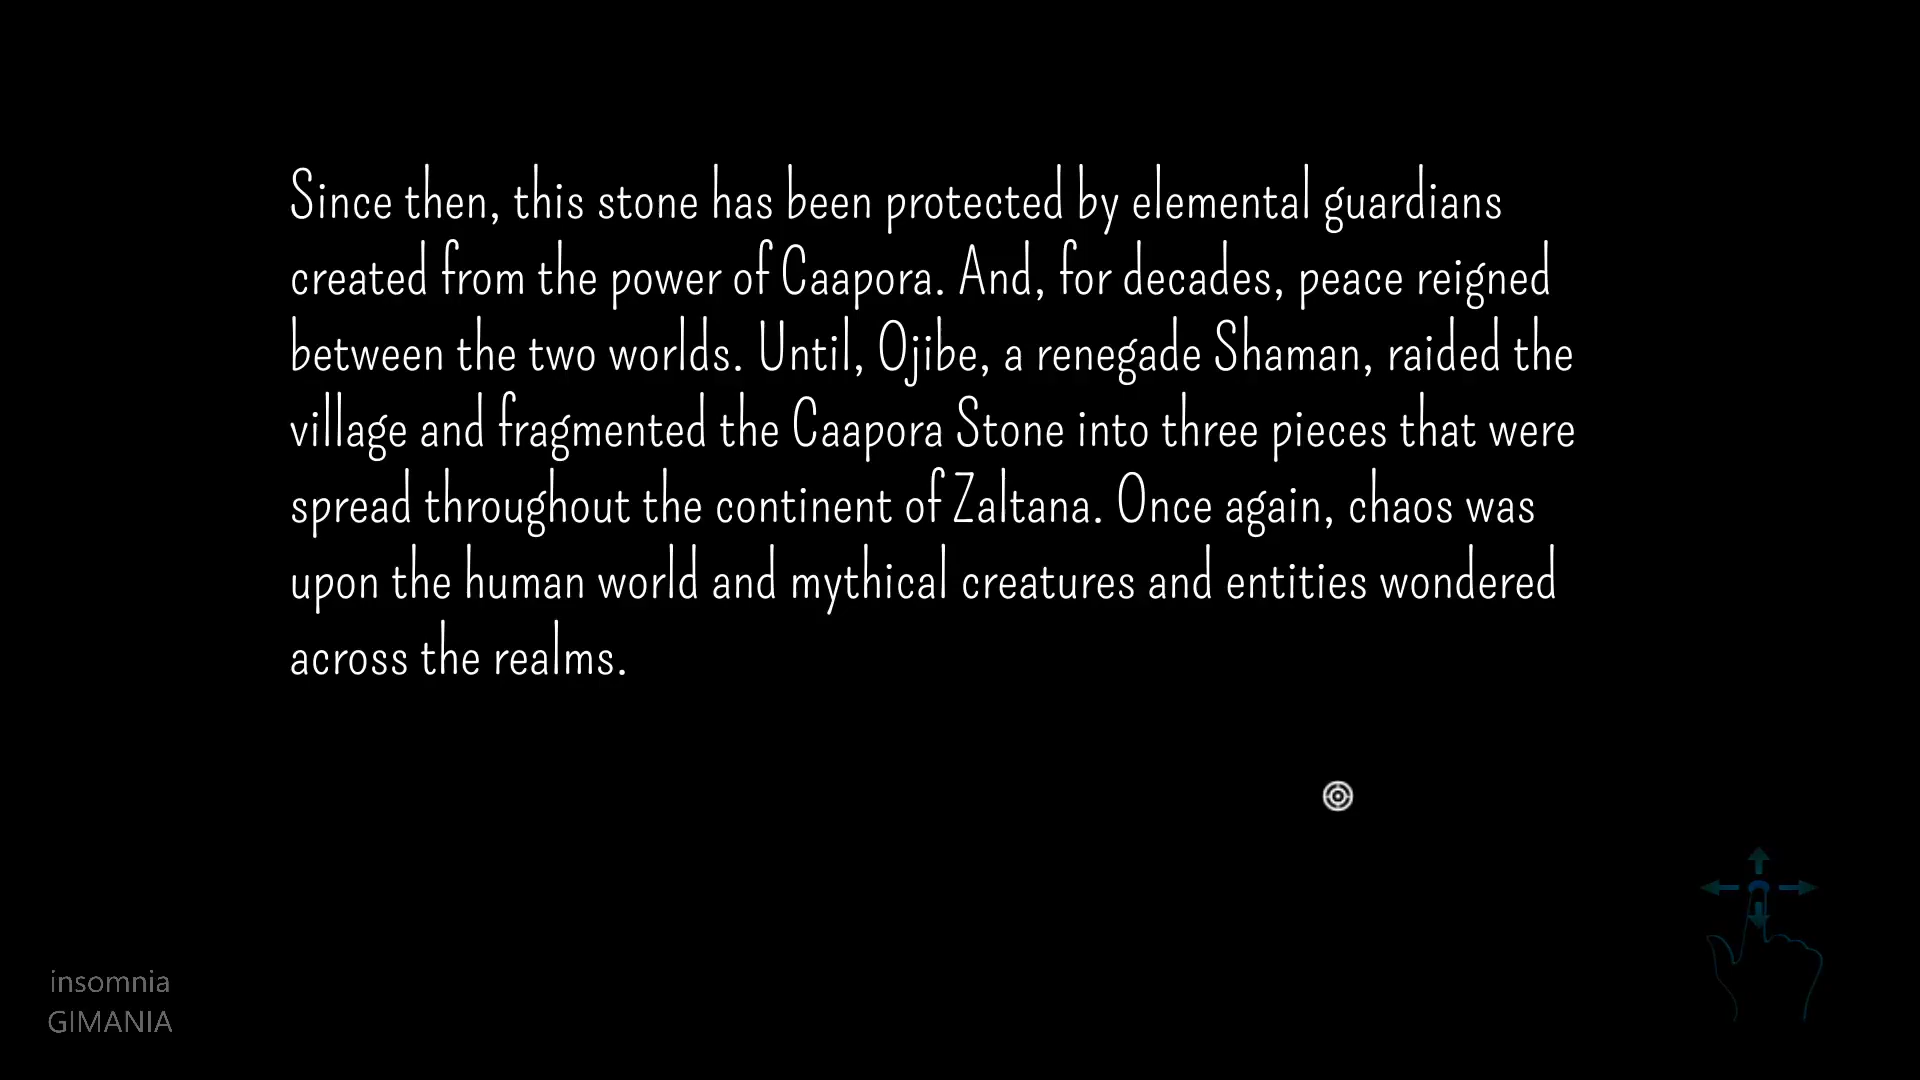 Since then, this stone has been protected by elemental guardians
created from the power of Caapora. And, for decades, peace reigned
between the two worlds. Until, Ojibe, a renegade Shaman, raided the
village and fragmented the Caapora Stone into three pieces that were
spread throughout the continent of Zaltana. Once again, chaos was
upon the human world and mythical creatures and entities wondered
across the realms.
insomnia
GIMANIA